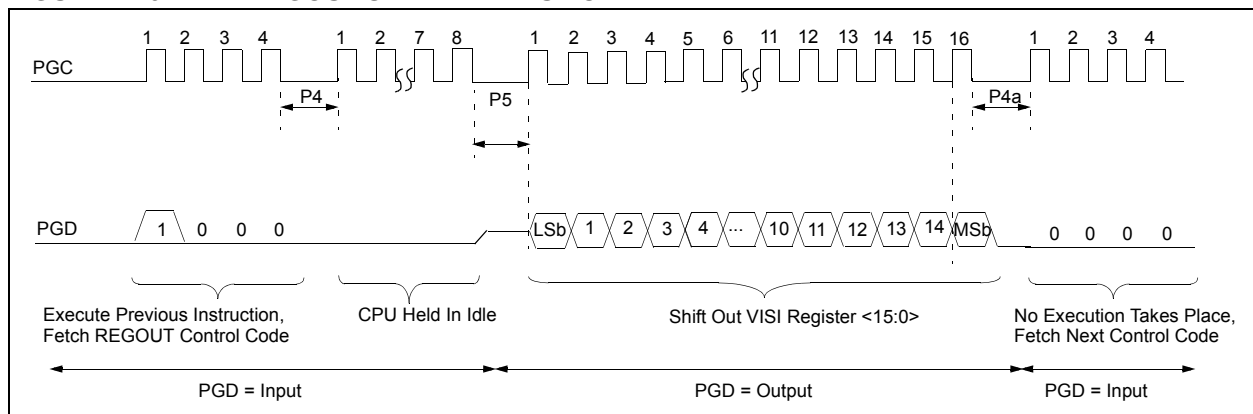 1 2 3 4 1 2 7 8 1 2 3 4 5 6 11 12 13 14 15 16 1 2 3 4
PGC
P4 P5 P4a
PGD 1 0 0 0 LSb 1 2 3 4 ... 10 11 12 13 14 MSb 0 0 0 0
Execute Previous Instruction,
Fetch REGOUT Control Code
CPU Held In Idle
Shift Out VISI Register <15:0>
No Execution Takes Place,
Fetch Next Control Code
PGD = Input PGD = Output PGD = Input